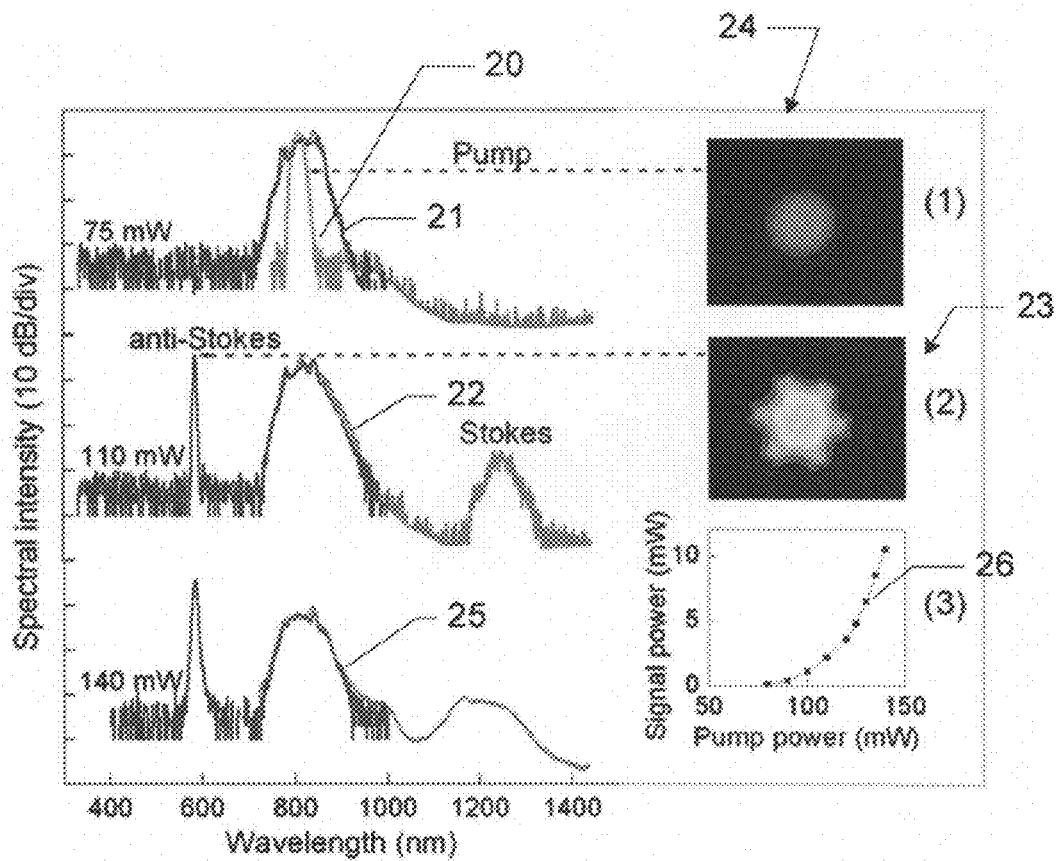 24
20
Pump
(1)
75 mW
21
23
anti-Stokes
(2)
22
Stokes
110 mW
Spectral intensity (10 dB/div)
10
5
0
Signal power (mW)
26
(3)
25
140 mW
50 100 150
Pump power (mW)
400 600 800 1000 1200 1400
Wavelength (nm)